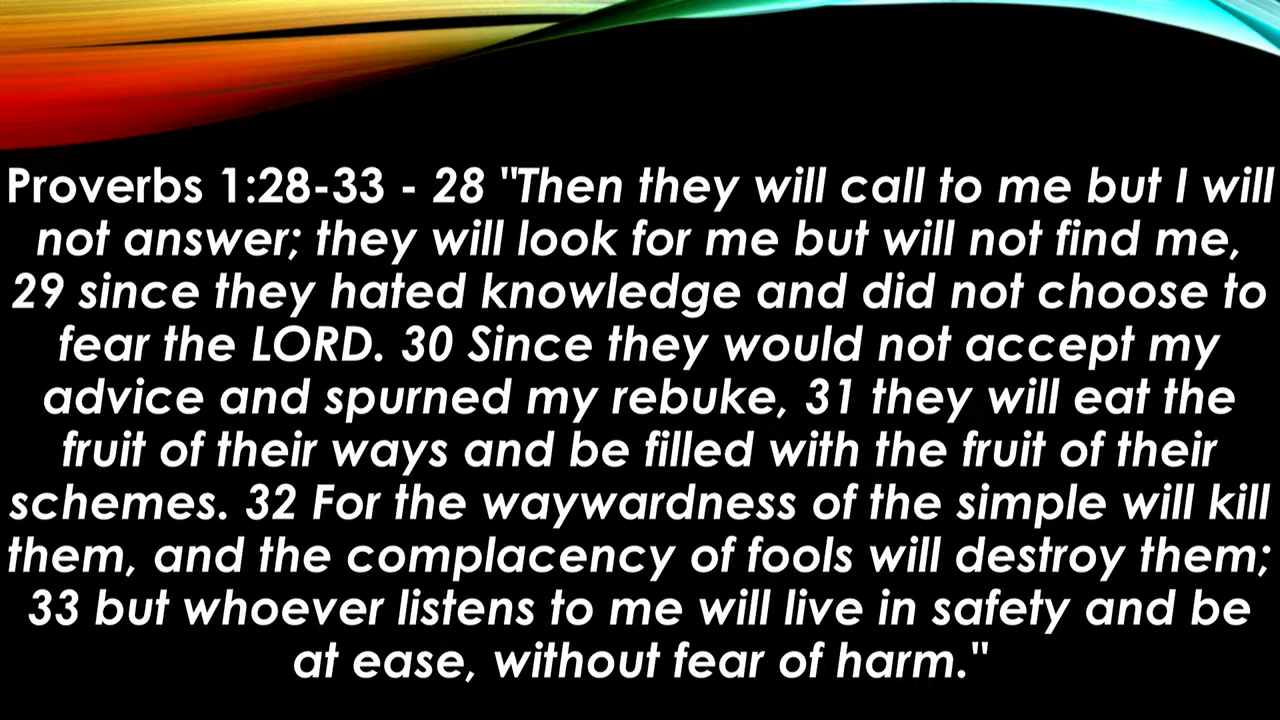 Proverbs 1:28-33 - 28 "Then they will call to me but I will
not answer; they will look for me but will not find me,
29 since they hated knowledge and did not choose to
fear the LORD. 30 Since they would not accept my
advice and spurned my rebuke, 31 they will eat the
fruit of their ways and be filled with the fruit of their
schemes. 32 For the waywardness of the simple will kill
them, and the complacency of fools will destroy them;
33 but whoever listens to me will live in safety and be
at ease, without fear of harm."